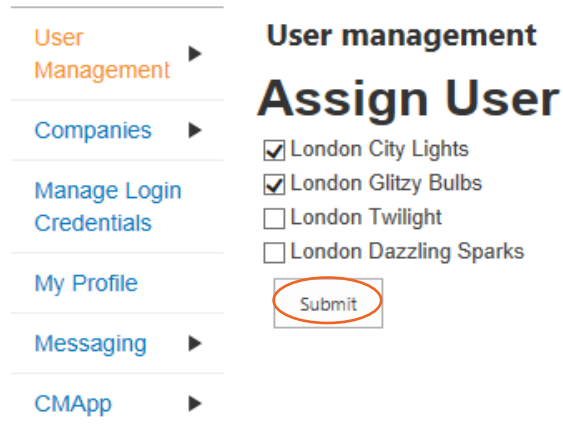 User
Management
Companies
Manage Login
Credentials
My Profile
Messaging
CMApp
User management
Assign User
London City Lights
London Glitzy Bulbs
London Twilight
London Dazzling Sparks
Submit